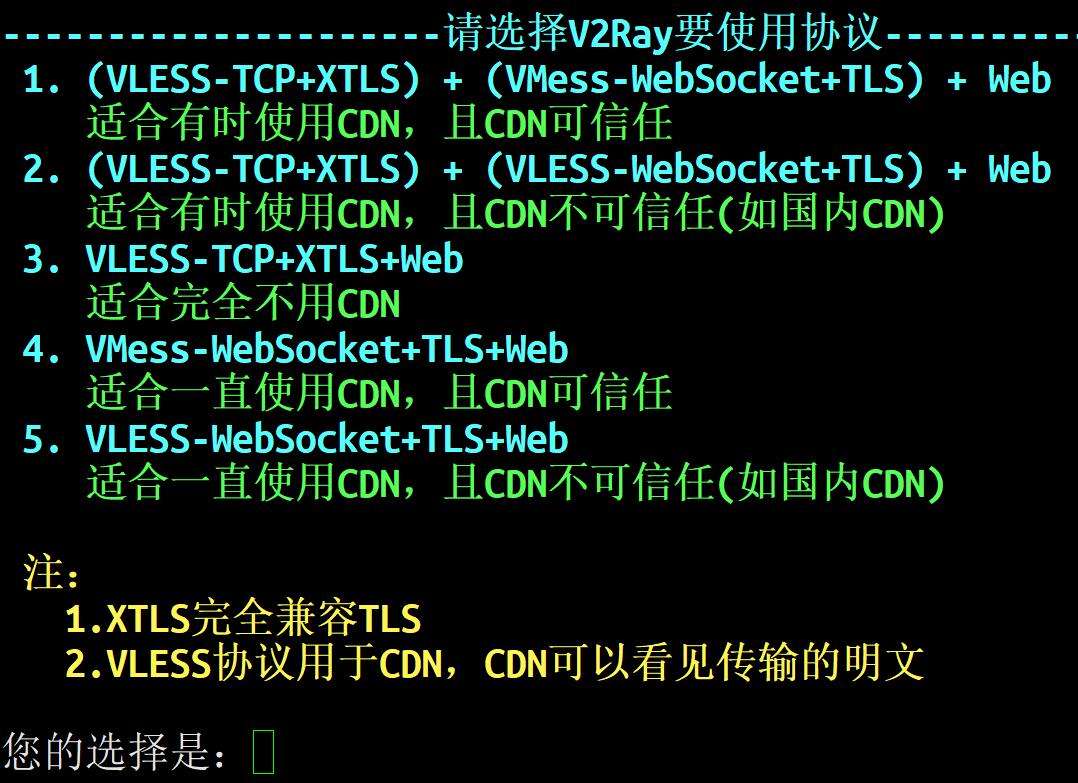 ---------------------请选择V2Ray要使用协议----------
1. (VLESS-TCP+XTLS) + (VMess-WebSocket+TLS) + Web
适合有时使用CDN，且CDN可信任
2. (VLESS-TCP+XTLS) + (VLESS-WebSocket+TLS) + Web
适合有时使用CDN，且CDN不可信任(如国内CDN)
3. VLESS-TCP+XTLS+Web
适合完全不用CDN
4. VMess-WebSocket+TLS+Web
适合一直使用CDN，且CDN可信任
5. VLESS-WebSocket+TLS+Web
适合一直使用CDN，且CDN不可信任(如国内CDN)
注：
1.XTLS完全兼容TLS
2.VLESS协议用于CDN，CDN可以看见传输的明文
您的选择是：